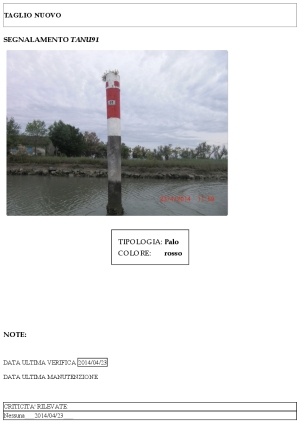 TAGLIO NUOVO
SEGNALAMENTO TANU91
TIPOLOGIA: Palo
COLORE: rosso
NOTE:
DATA ULTIMA VERIFICA 2014/04/23
DATA ULTIMA MANUTENZIONE
CRITICITA' RILEVATE
Nessuna 2014/04/23